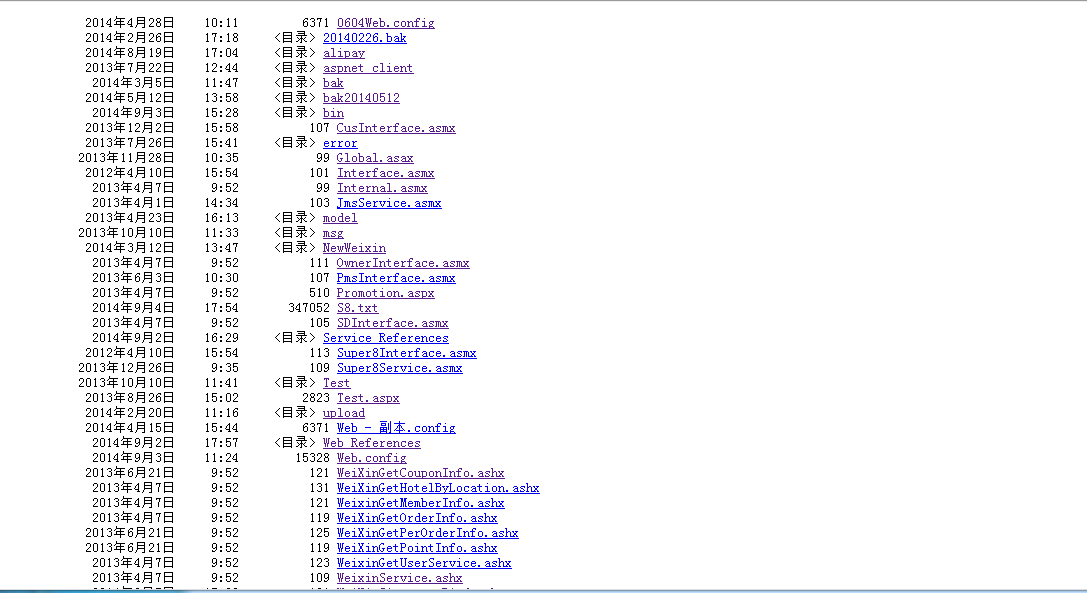 2014年4月28日 10:11 6371 0604Web.config
2014年2月26日 17:18 <目录> 20140226.bak
2014年8月19日 17:04 <目录> alipay
2013年7月22日 12:44 <目录> aspnet_client
2014年3月5日 11:47 <目录> bak
2014年5月12日 13:58 <目录> bak20140512
2014年9月3日 15:28 <目录> bin
2013年12月2日 15:58 107 CusInterface.asmx
2013年7月26日 15:41 <目录> error
2013年11月28日 10:35 99 Global.asax
2012年4月10日 15:54 101 Interface.asmx
2013年4月7日 9:52 99 Internal.asmx
2013年4月1日 14:34 103 JmsService.asmx
2013年4月23日 16:13 <目录> model
2013年10月10日 11:33 <目录> msg
2014年3月12日 13:47 <目录> NewWeixin
2013年4月7日 9:52 111 OwnerInterface.asmx
2013年6月3日 10:30 107 PmsInterface.asmx
2013年4月7日 9:52 510 Promotion.aspx
2014年9月4日 17:54 347052 S8.txt
2013年4月7日 9:52 105 SDInterface.asmx
2014年9月2日 16:29 <目录> Service References
2012年4月10日 15:54 113 Super8Interface.asmx
2013年12月26日 9:35 109 Super8Service.asmx
2013年10月10日 11:41 <目录> Test
2013年8月26日 15:02 2823 Test.aspx
2014年2月20日 11:16 <目录> upload
2014年4月15日 15:44 6371 Web - 副本.config
2014年9月2日 17:57 <目录> Web References
2014年9月3日 11:24 15328 Web.config
2013年6月21日 9:52 121 WeiXinGetCouponInfo.ashx
2013年4月7日 9:52 131 WeiXinGetHotelByLocation.ashx
2013年4月7日 9:52 121 WeixinGetMemberInfo.ashx
2013年4月7日 9:52 119 WeiXinGetOrderInfo.ashx
2013年6月21日 9:52 125 WeiXinGetPerOrderInfo.ashx
2013年6月21日 9:52 119 WeiXinGetPointInfo.ashx
2013年4月7日 9:52 123 WeixinGetUserService.ashx
2013年4月7日 9:52 109 WeixinService.ashx